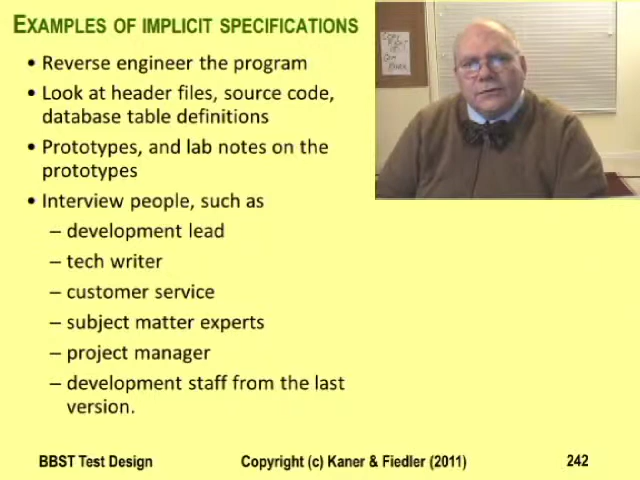 EXAMPLES OF IMPLICIT SPECIFICATIONS
• Reverse engineer the program
• Look at header files, source code,
database table definitions
• Prototypes, and lab notes on the
prototypes
• Interview people, such as
– development lead
– tech writer
– customer service
– subject matter experts
– project manager
– development staff from the last
version.
BBST Test Design
Copyright (c) Kaner & Fiedler (2011)
242